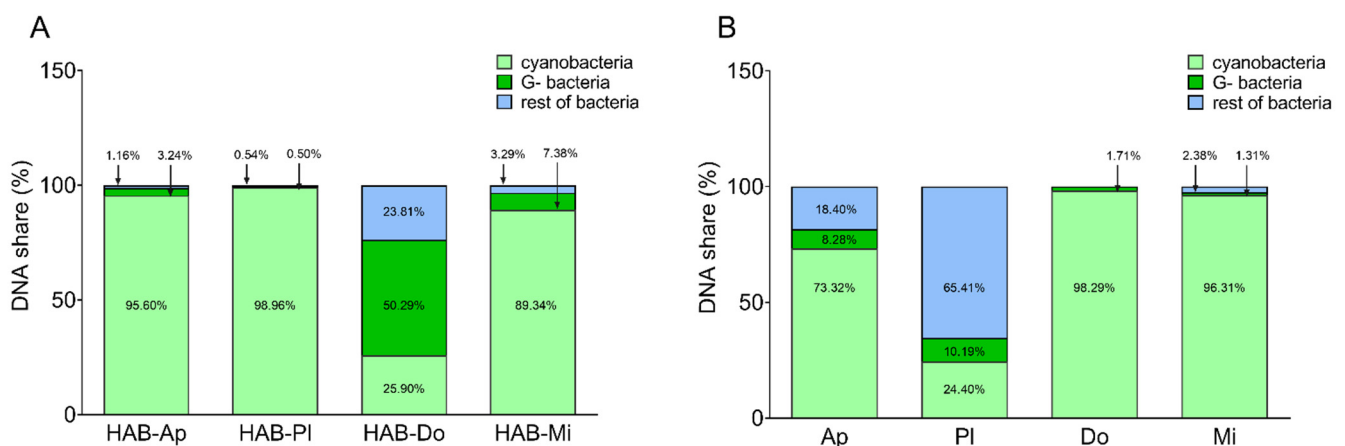 A
cyanobacteria
G- bacteria
rest of bacteria
DNA share (%)
150
100
50
0
1.16%
3.24%
0.54%
0.50%
3.29%
7.38%
23.81%
50.29%
95.60%
98.96%
25.90%
89.34%
HAB-Ap
HAB-Pl
HAB-Do
HAB-Mi
B
cyanobacteria
G- bacteria
rest of bacteria
DNA share (%)
150
100
50
0
1.71%
2.38%
1.31%
18.40%
8.28%
73.32%
65.41%
10.19%
24.40%
98.29%
96.31%
Ap
Pl
Do
Mi